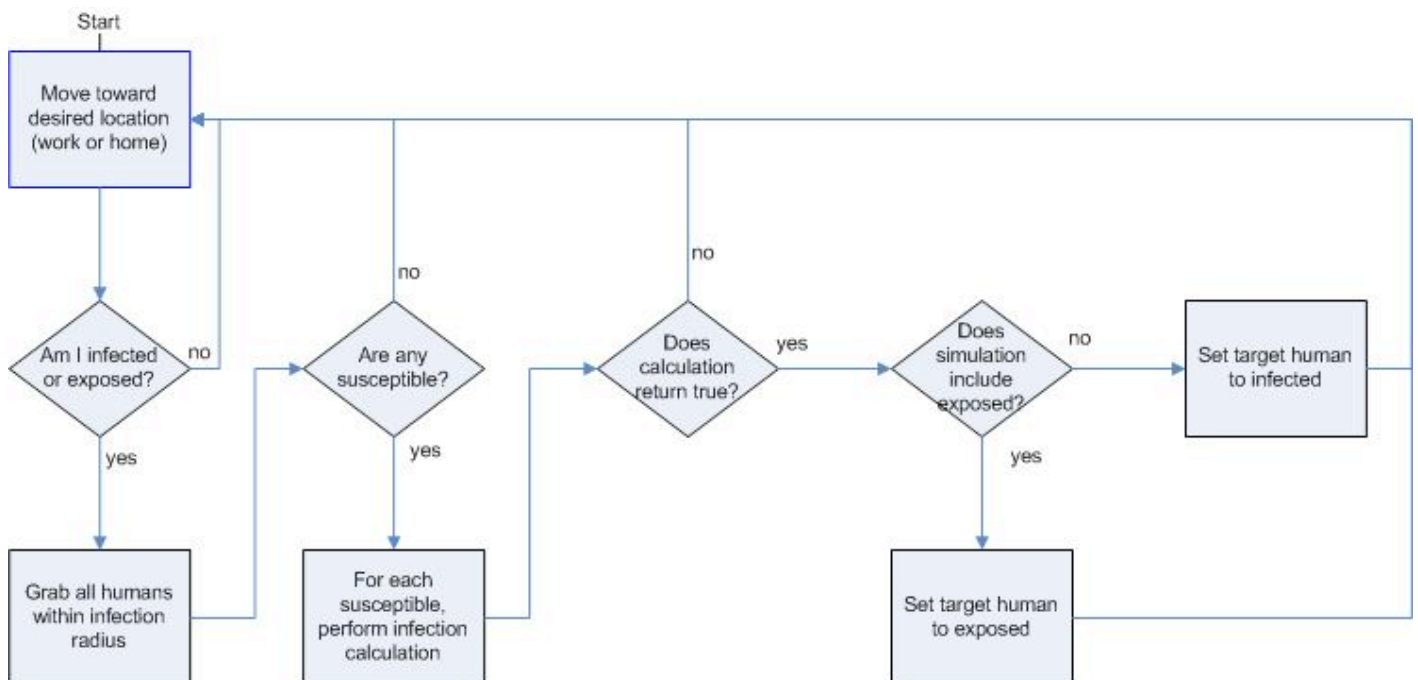 Start
Move toward
desired location
(work or home)
Am I infected
or exposed?
no
yes
Grab all humans
within infection
radius
Are any
susceptible?
no
yes
For each
susceptible,
perform infection
calculation
Does
calculation
return true?
no
yes
Does
simulation
include
exposed?
no
yes
Set target human
to infected
Set target human
to exposed